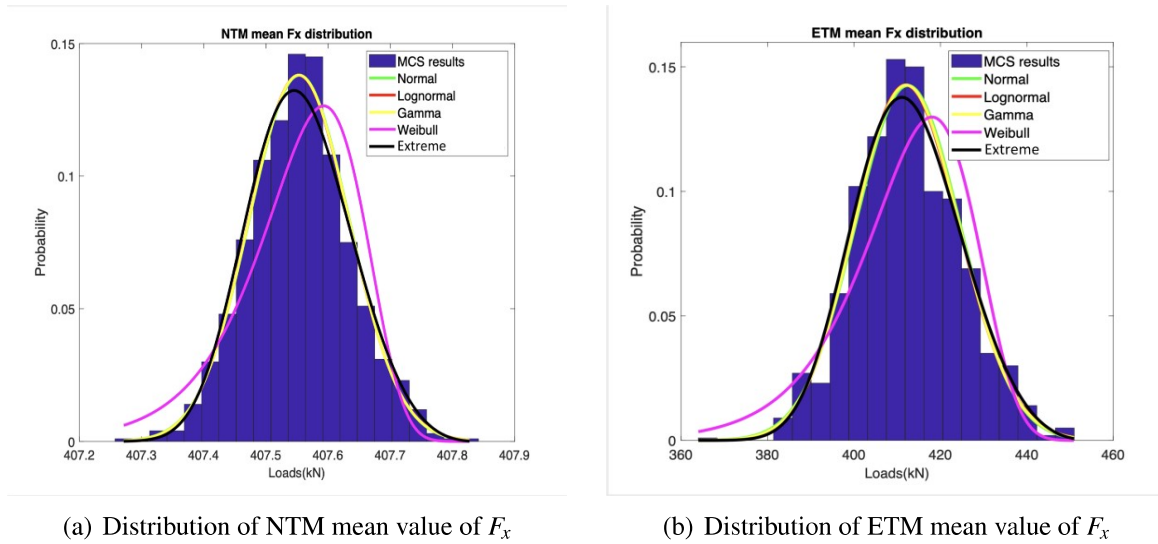 NTM mean Fx distribution
0.15
0.1
0.05
0
Probability
407.2 407.3 407.4 407.5 407.6 407.7 407.8 407.9
Loads(kN)
MCS results
Normal
Lognormal
Gamma
Weibull
Extreme
(a) Distribution of NTM mean value of Fx
ETM mean Fx distribution
0.15
0.1
0.05
0
Probability
360 380 400 420 440 460
Loads(kN)
MCS results
Normal
Lognormal
Gamma
Weibull
Extreme
(b) Distribution of ETM mean value of Fx